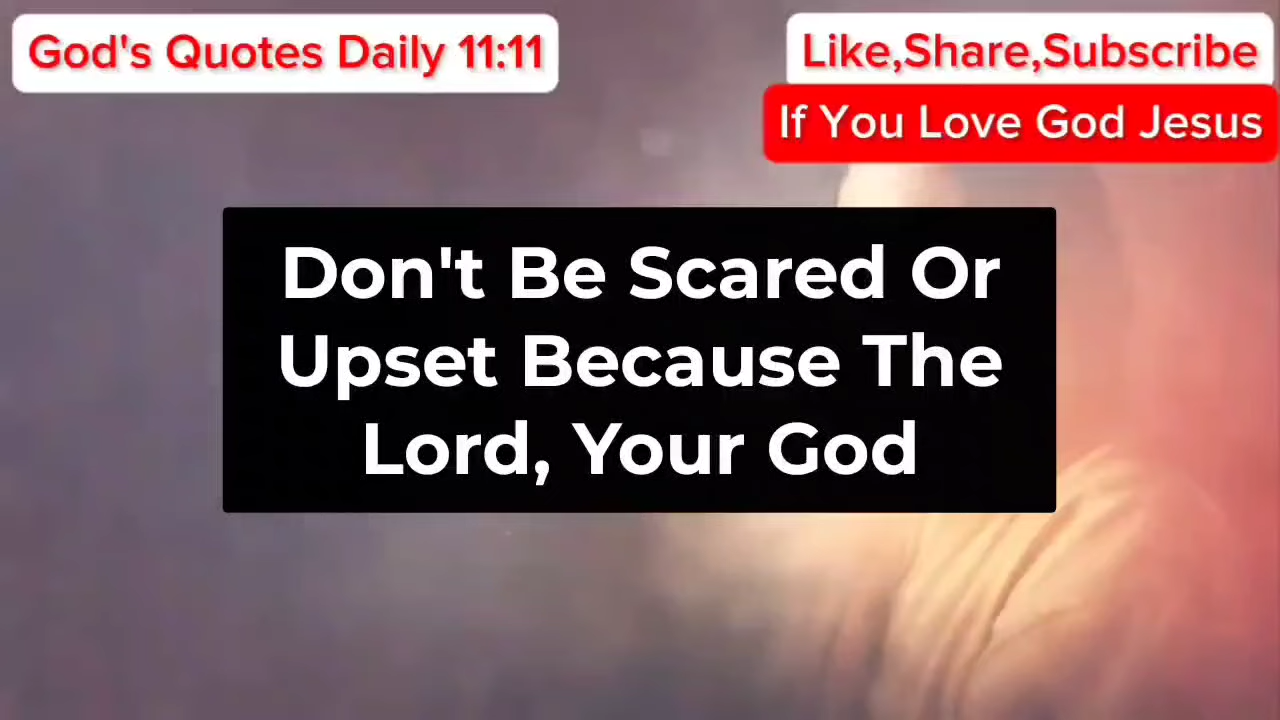 God's Quotes Daily 11:11
Like,Share,Subscribe
If You Love God Jesus
Don't Be Scared Or
Upset Because The
Lord, Your God